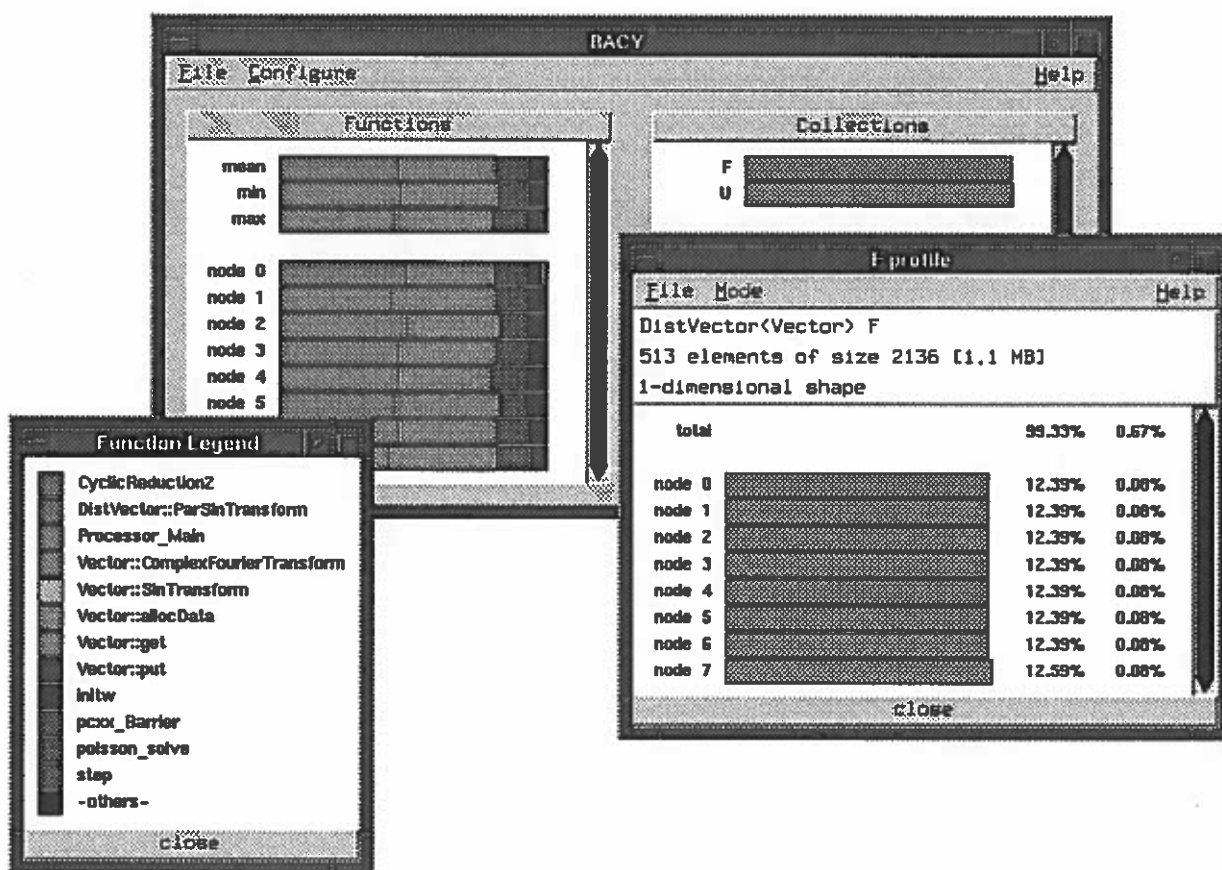 RACY
File Configure Help
Functions
mean
min
max
node 0
node 1
node 2
node 3
node 4
node 5
Collections
F
U
F profile
File Mode Help
DistVector<Vector> F
513 elements of size 2136 [1.1 MB]
1-dimensional shape
total 99.33% 0.67%
node 0 12.39% 0.08%
node 1 12.39% 0.08%
node 2 12.39% 0.08%
node 3 12.39% 0.08%
node 4 12.39% 0.08%
node 5 12.39% 0.08%
node 6 12.39% 0.08%
node 7 12.59% 0.08%
close
Function Legend
CyclicReduction2
DistVector::ParSinTransform
Processor_Main
Vector::ComplexFourierTransform
Vector::SinTransform
Vector::allocData
Vector::get
Vector::put
initw
pcxx_Barrier
poisson_solve
step
-others-
close